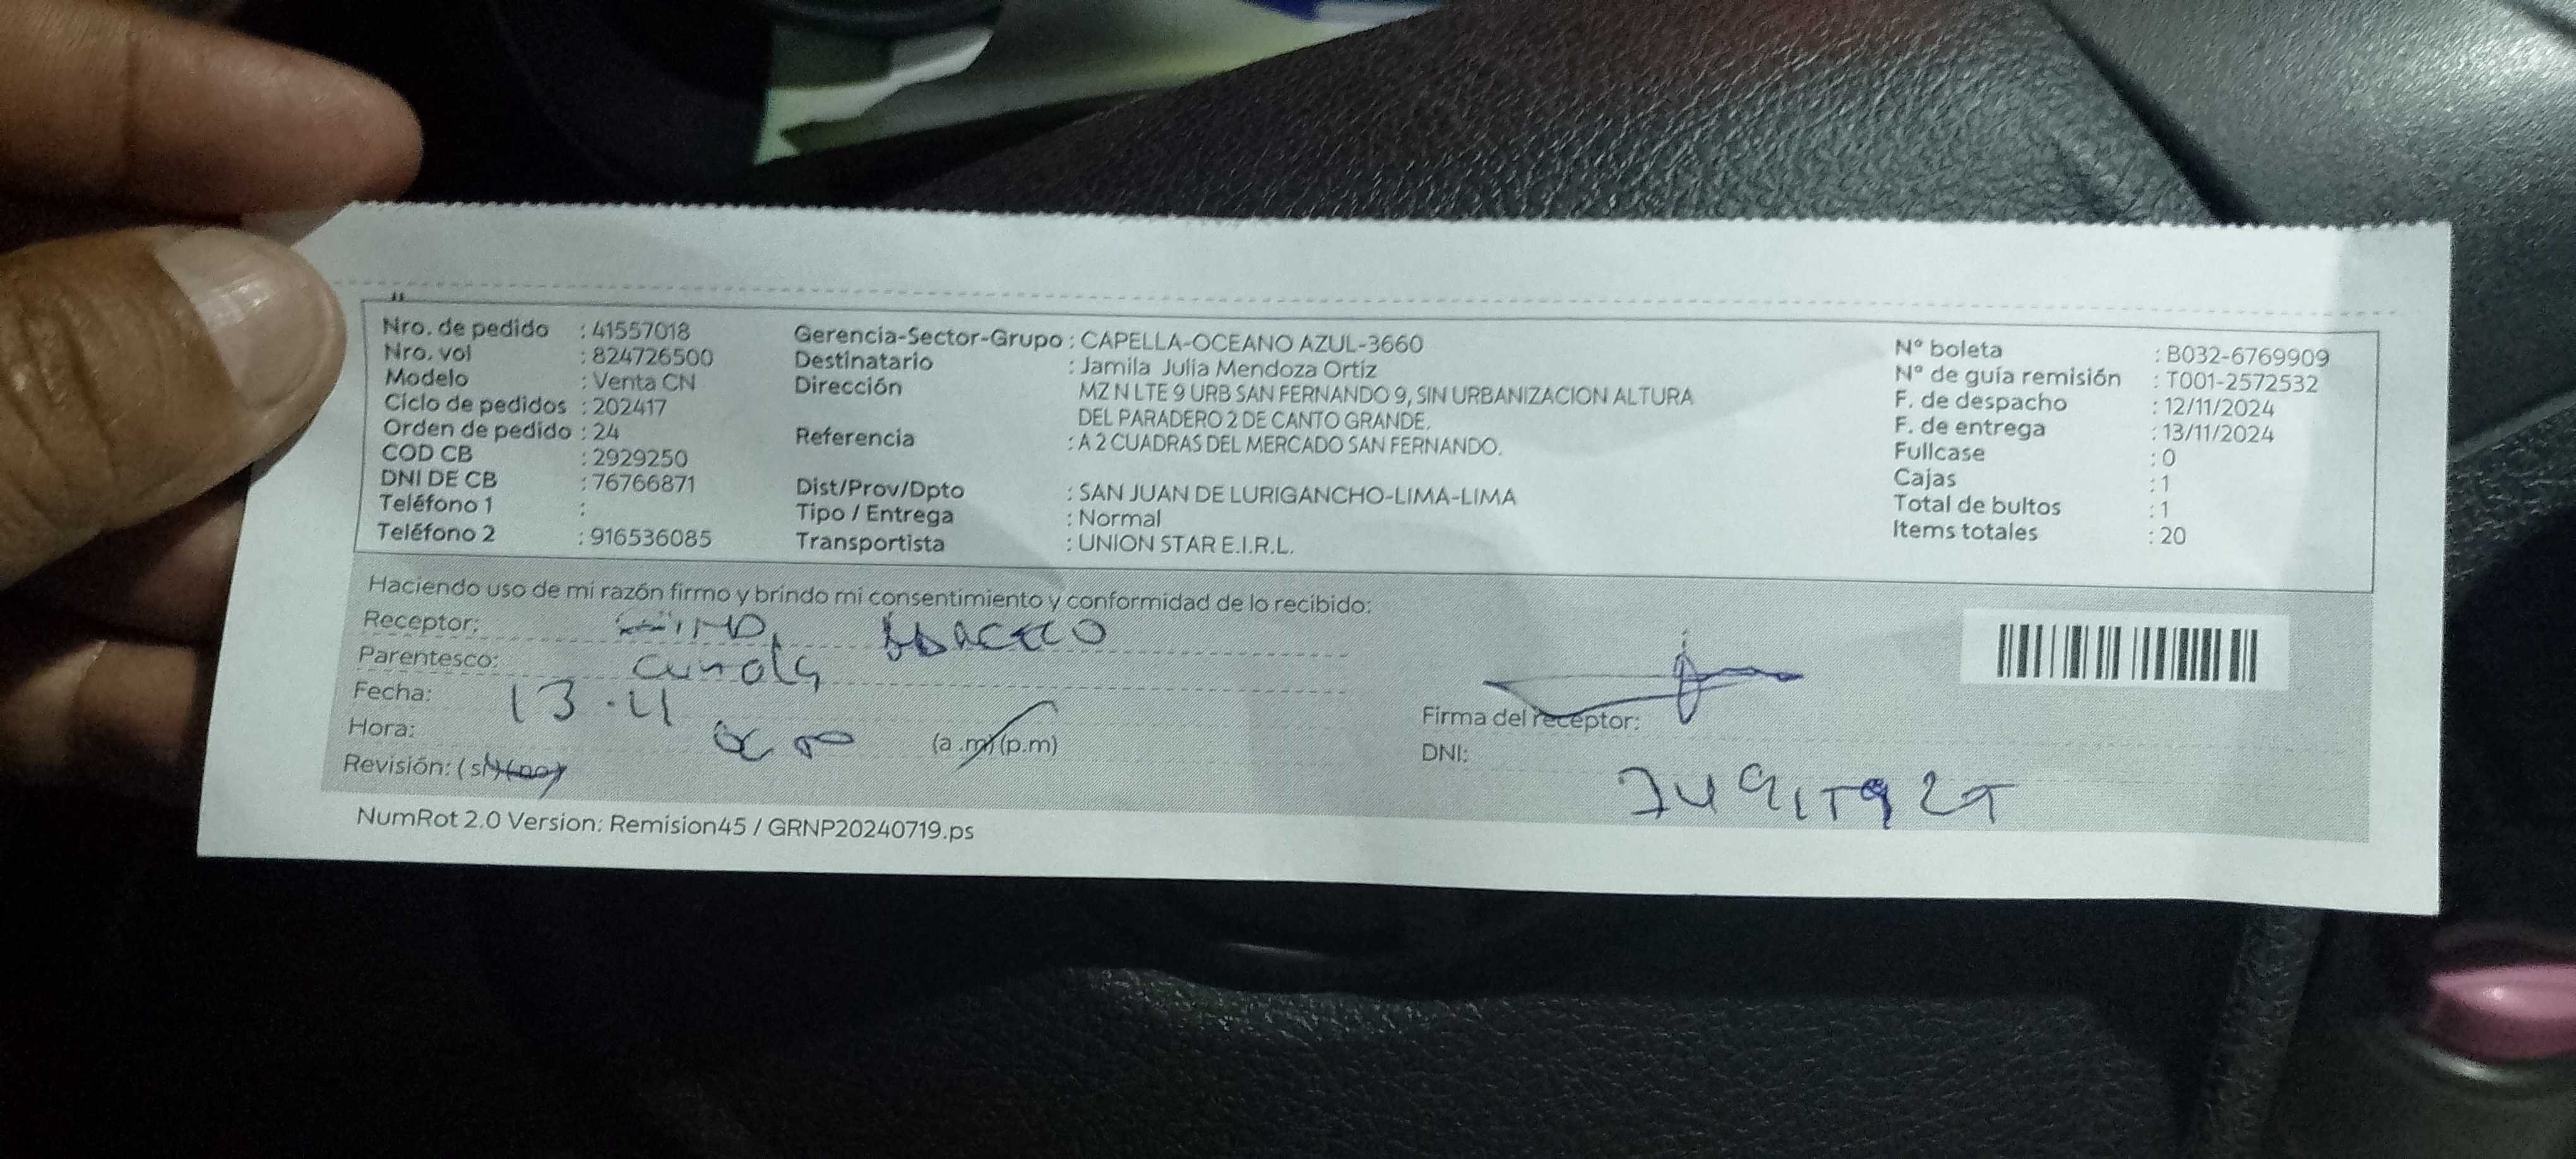 Nro. de pedido : 41557018
Nro. vol : 824726500
Modelo : Venta CN
Ciclo de pedidos : 202417
Orden de pedido : 24
COD CB : 2929250
DNI DE CB : 76766871
Teléfono 1 :
Teléfono 2 : 916536085
Gerencia-Sector-Grupo : CAPELLA-OCEANO AZUL-3660
Destinatario : Jamila Julia Mendoza Ortiz
Dirección MZ N LTE 9 URB SAN FERNANDO 9, SIN URBANIZACION ALTURA
DEL PARADERO 2 DE CANTO GRANDE.
Referencia : A 2 CUADRAS DEL MERCADO SAN FERNANDO.
Dist/Prov/Dpto : SAN JUAN DE LURIGANCHO-LIMA-LIMA
Tipo / Entrega : Normal
Transportista : UNION STAR E.I.R.L.
N° boleta : B032-6769909
N° de guía remisión : T001-2572532
F. de despacho : 12/11/2024
F. de entrega : 13/11/2024
Fullcase : 0
Cajas : 1
Total de bultos : 1
Items totales : 20
Haciendo uso de mi razón firmo y brindo mi consentimiento y conformidad de lo recibido:
Receptor:
Parentesco:
Fecha: 13.11
Hora: (a.m) (p.m)
Revisión: (si) (no)
Firma del receptor:
DNI:
NumRot 2.0 Version: Remision45 / GRNP20240719.ps